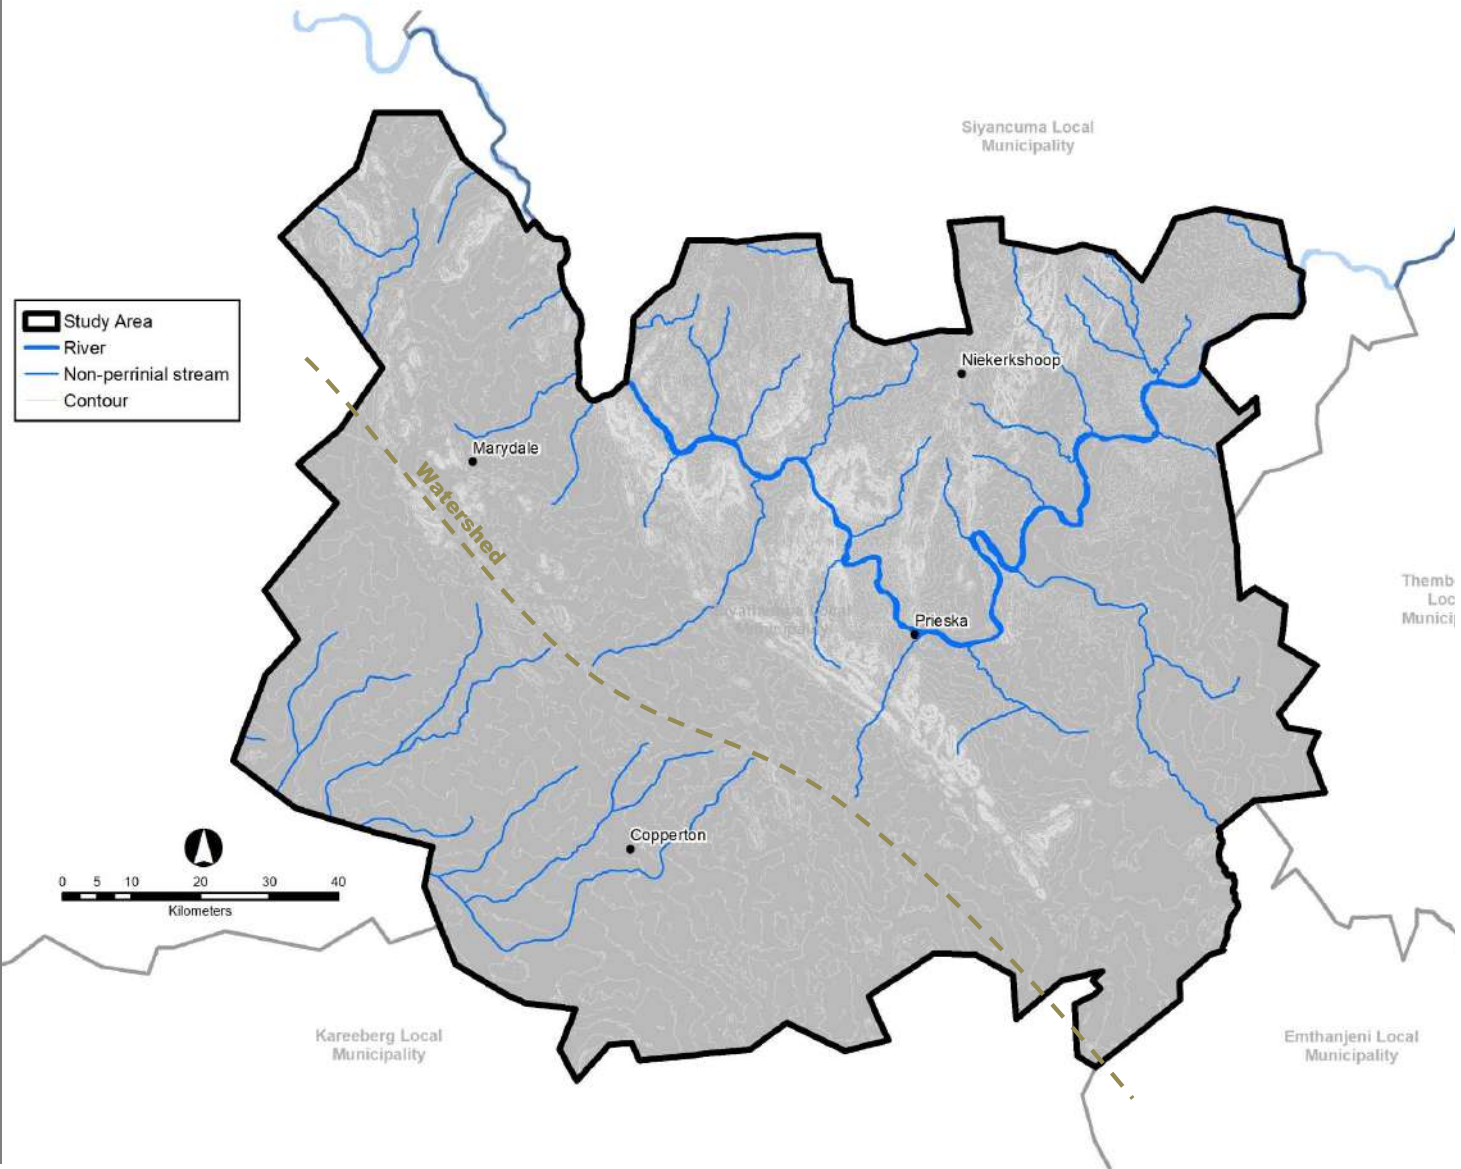 Siyancuma Local
Municipality
Study Area
River
Non-perrinial stream
Contour
Niekerkshoop
Marydale
Watershed
Themb
Loc
Munici
Prieska
Copperton
0 5 10 20 30 40
Kilometers
Kareeberg Local
Municipality
Emthanjeni Local
Municipality